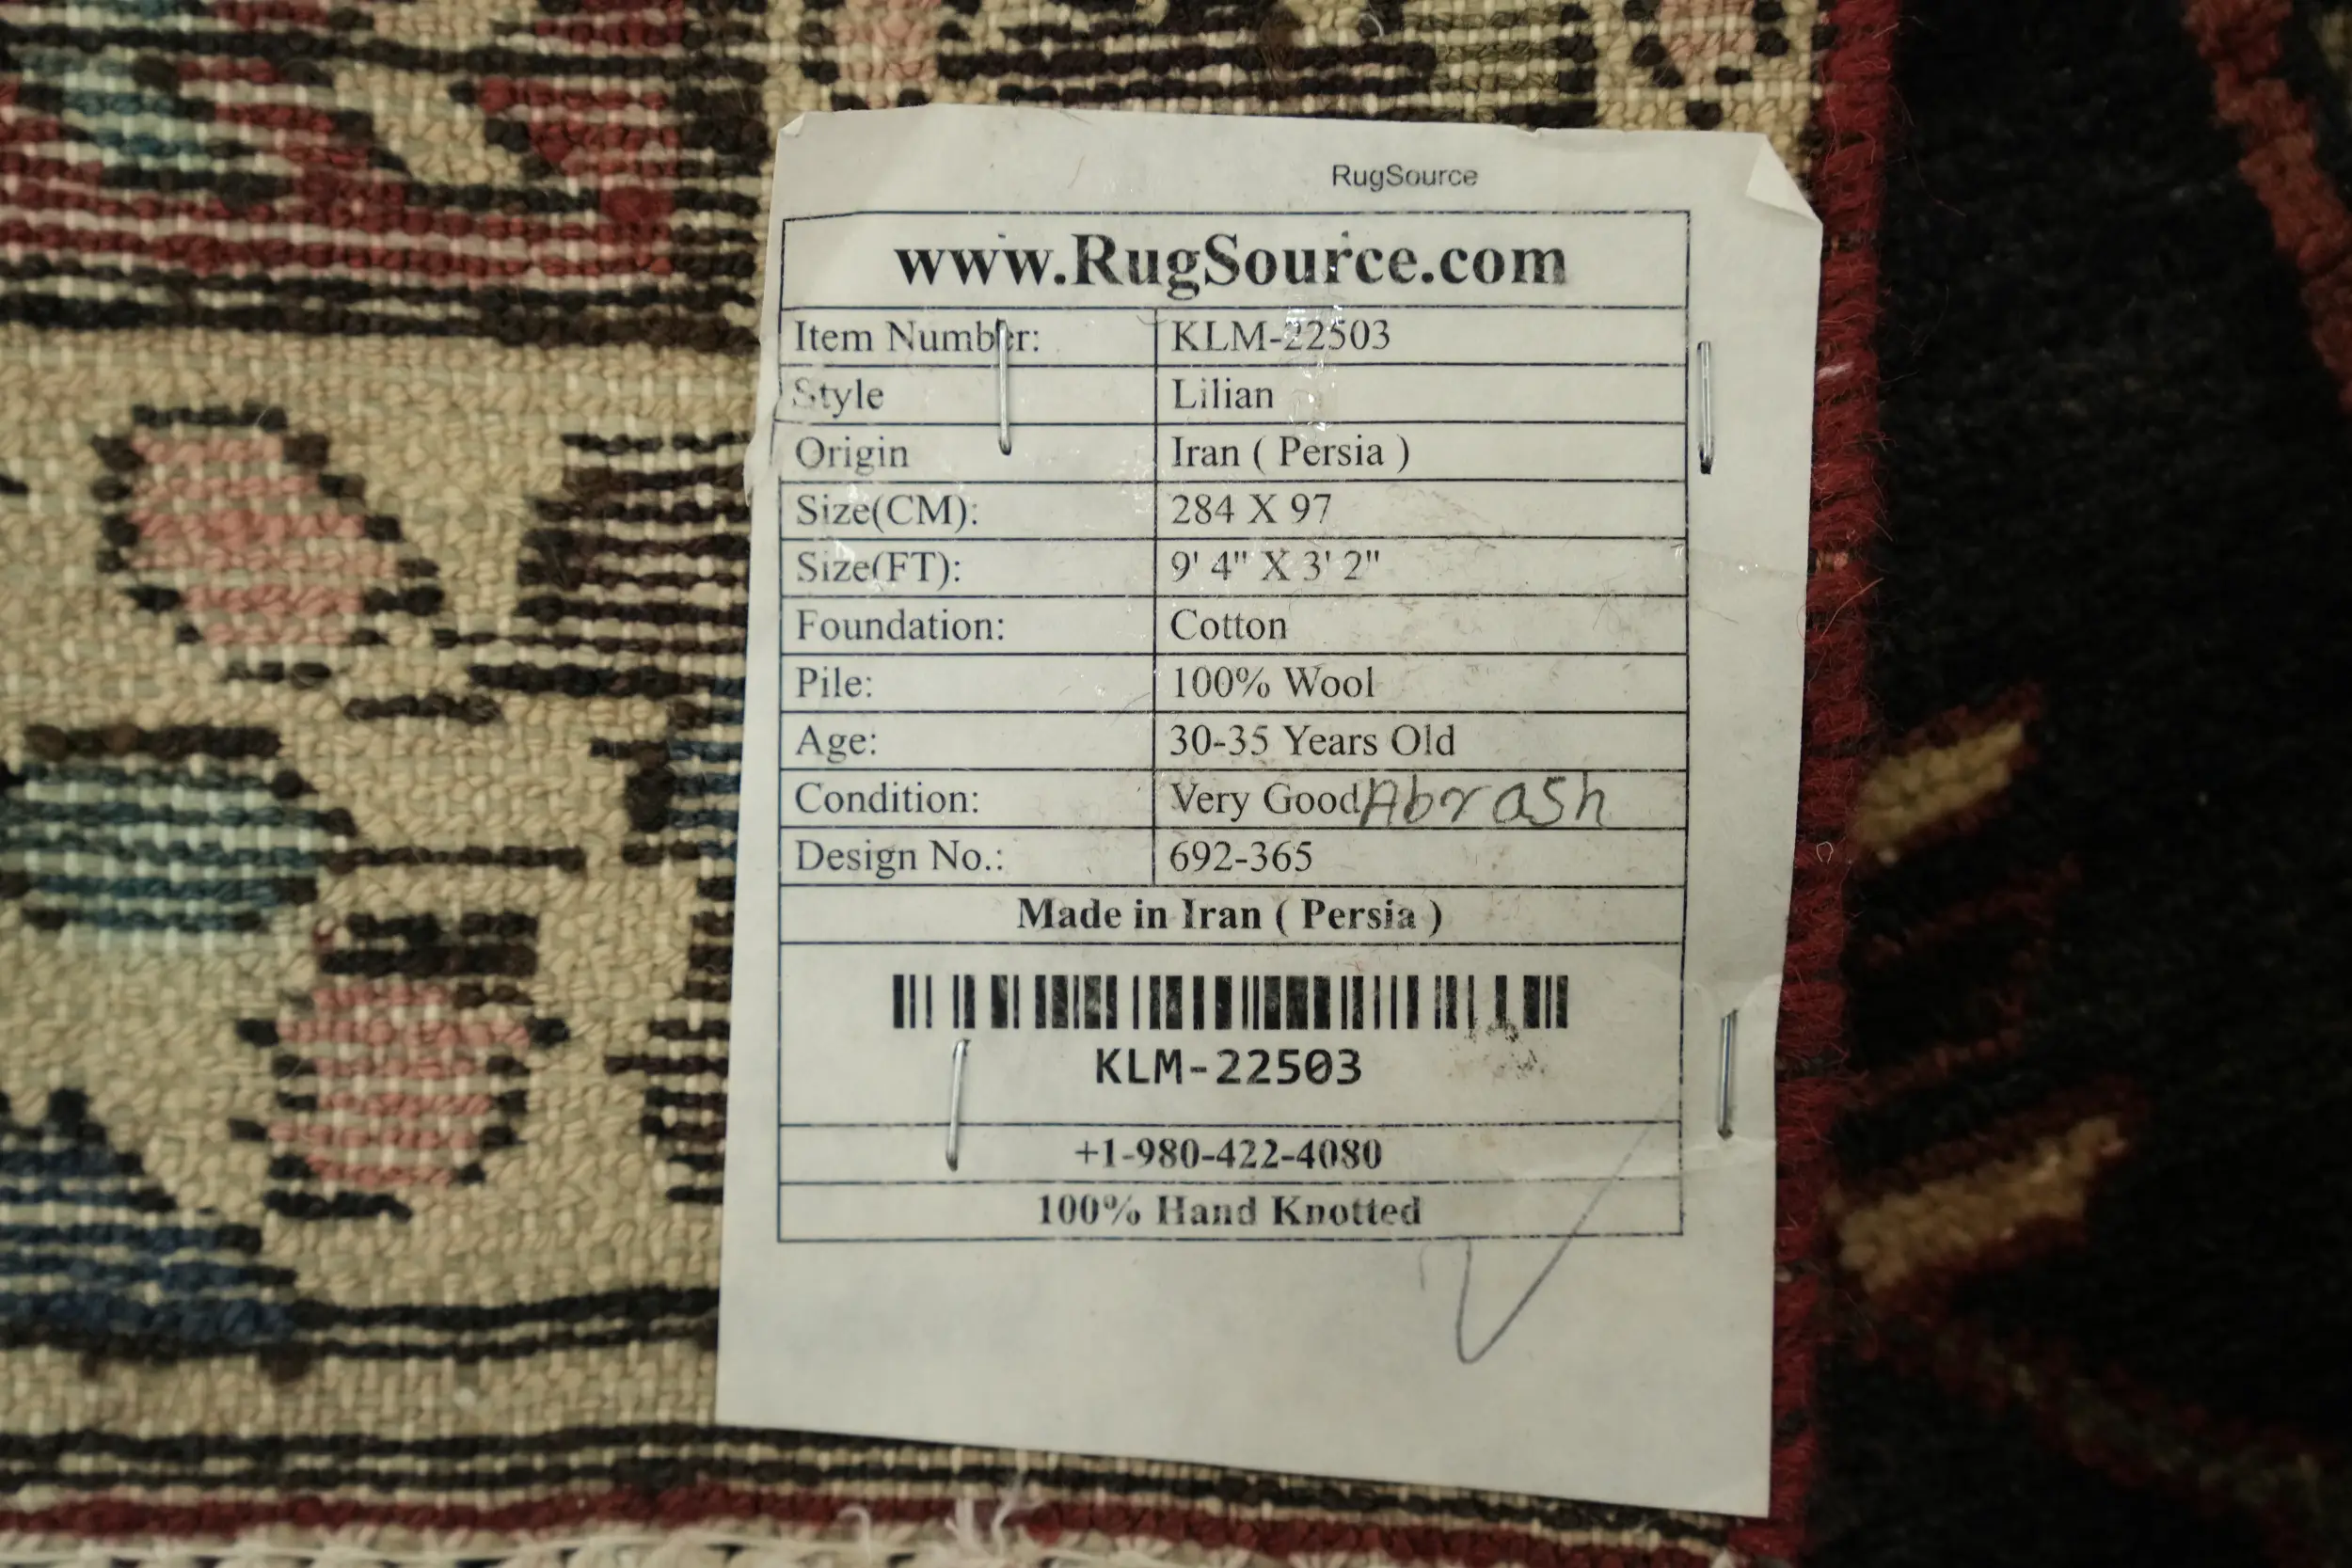 RugSource
www.RugSource.com
Item Number: KLM-22503
Style Lilian
Origin Iran ( Persia )
Size(CM): 284 X 97
Size(FT): 9' 4" X 3' 2"
Foundation: Cotton
Pile: 100% Wool
Age: 30-35 Years Old
Condition: Very Good Abrash
Design No.: 692-365
Made in Iran ( Persia )
KLM-22503
+1-980-422-4080
100% Hand Knotted